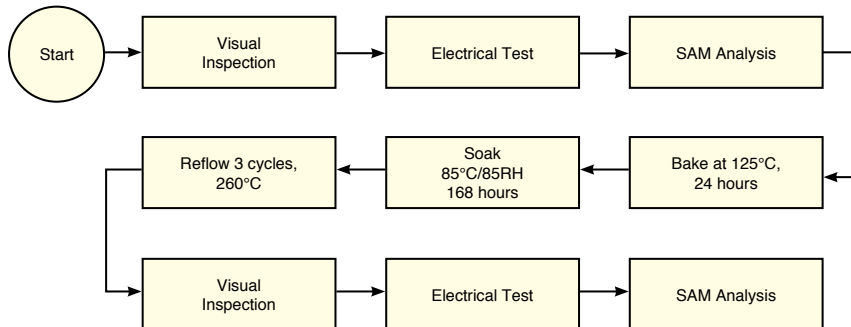 Start
Visual
Inspection
Electrical Test
SAM Analysis
Bake at 125°C,
24 hours
Soak
85°C/85RH
168 hours
Reflow 3 cycles,
260°C
Visual
Inspection
Electrical Test
SAM Analysis